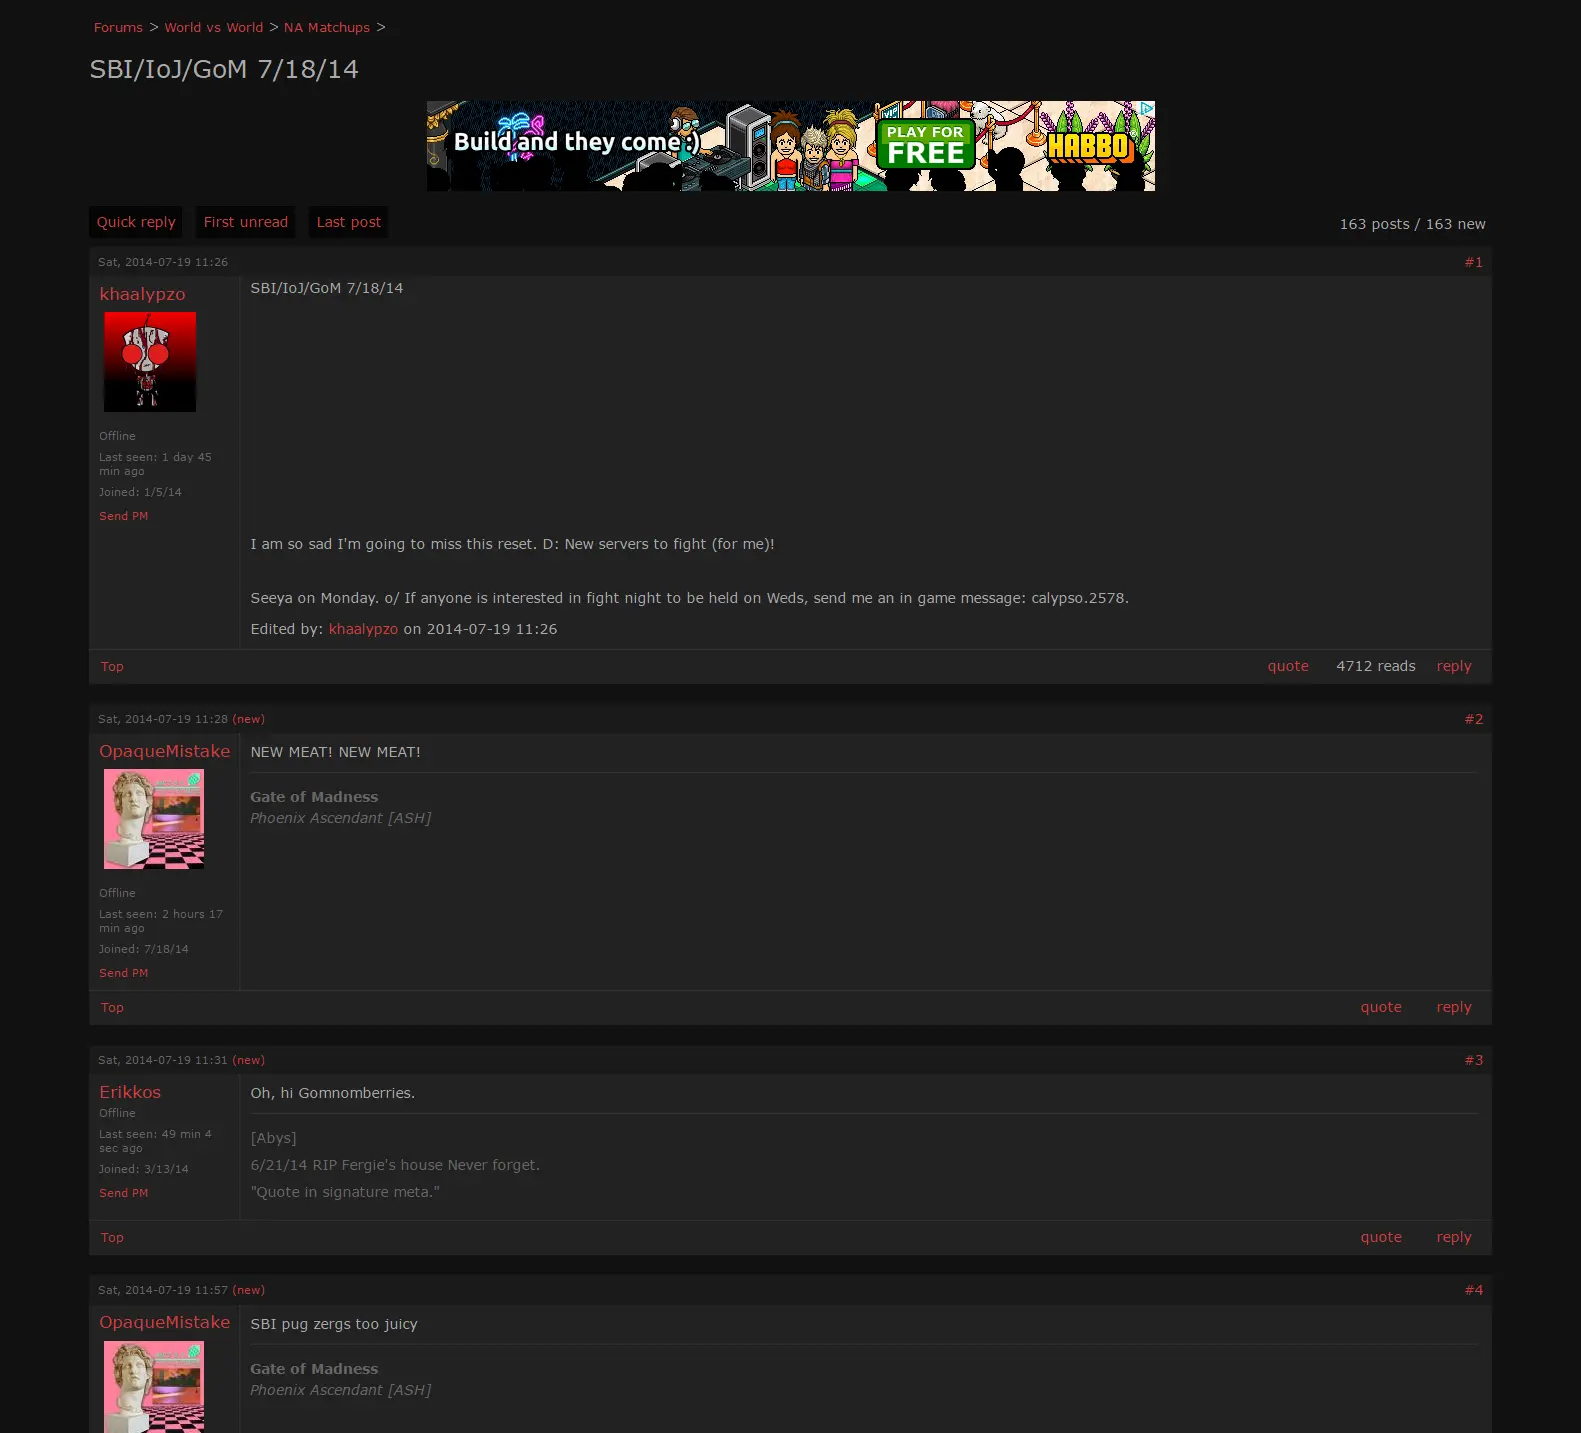 Forums > World vs World > NA Matchups >
SBI/IoJ/GoM 7/18/14
Build and they come :)
PLAY FOR
FREE
HABBO
Quick reply First unread Last post
163 posts / 163 new
Sat, 2014-07-19 11:26
#1
khaalypzo
SBI/IoJ/GoM 7/18/14
Offline
Last seen: 1 day 45
min ago
Joined: 1/5/14
Send PM
I am so sad I'm going to miss this reset. D: New servers to fight (for me)!
Seeya on Monday. o/ If anyone is interested in fight night to be held on Weds, send me an in game message: calypso.2578.
Edited by: khaalypzo on 2014-07-19 11:26
Top
quote 4712 reads reply
Sat, 2014-07-19 11:28 (new)
#2
OpaqueMistake
NEW MEAT! NEW MEAT!
Gate of Madness
Phoenix Ascendant [ASH]
Offline
Last seen: 2 hours 17
min ago
Joined: 7/18/14
Send PM
Top
quote reply
Sat, 2014-07-19 11:31 (new)
#3
Erikkos
Offline
Last seen: 49 min 4
sec ago
Joined: 3/13/14
Send PM
Oh, hi Gomnomberries.
[Abys]
6/21/14 RIP Fergie's house Never forget.
"Quote in signature meta."
Top
quote reply
Sat, 2014-07-19 11:57 (new)
#4
OpaqueMistake
SBI pug zergs too juicy
Gate of Madness
Phoenix Ascendant [ASH]